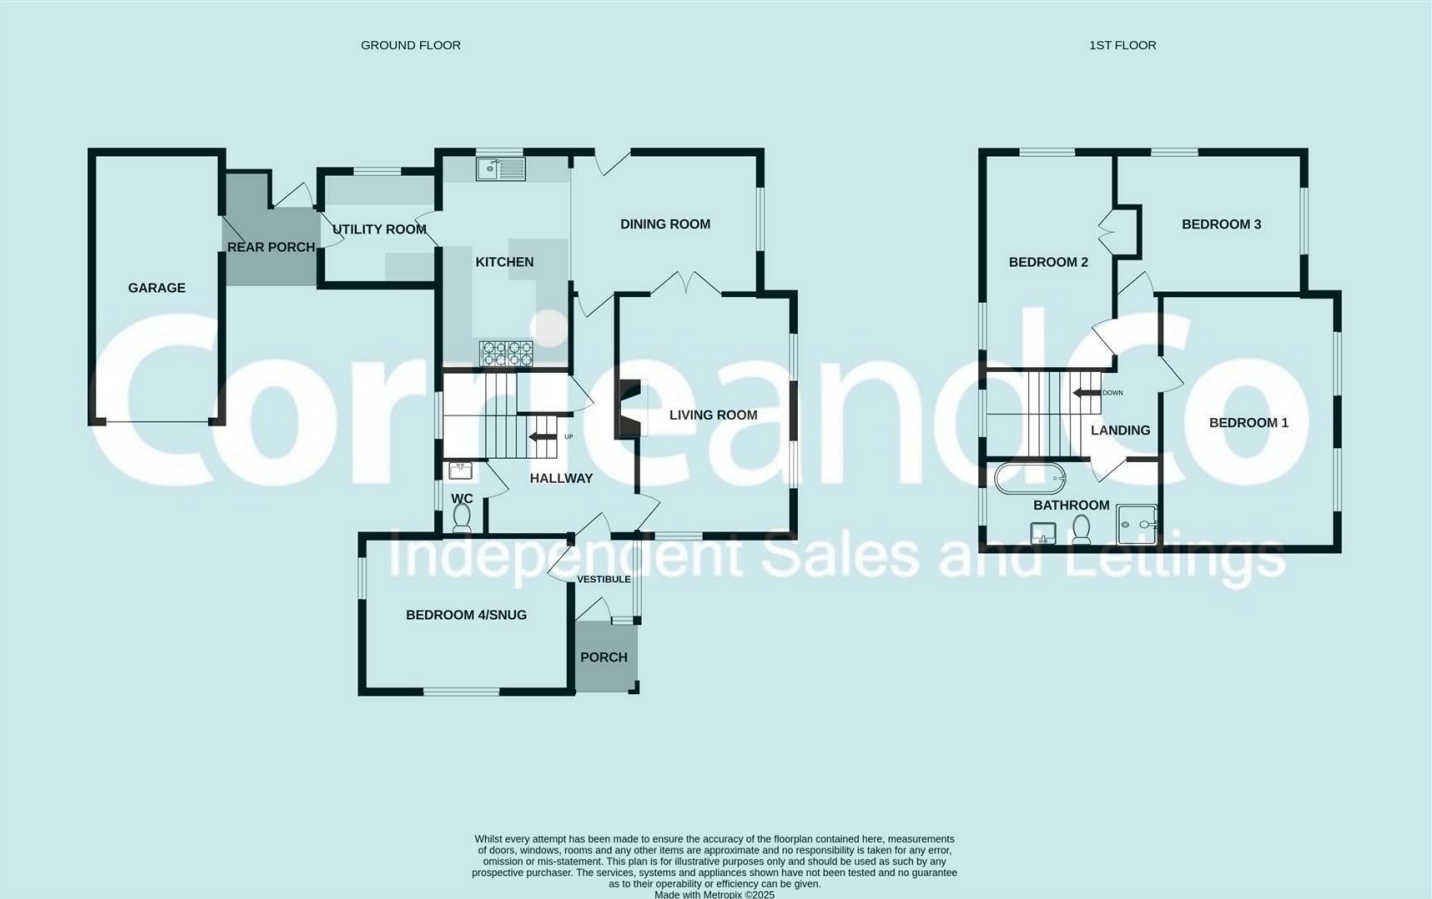 GROUND FLOOR
1ST FLOOR
DINING ROOM
BEDROOM 3
UTILITY ROOM
REAR PORCH
KITCHEN
BEDROOM 2
GARAGE
CorrieandCo
LIVING ROOM
DOWN
BEDROOM 1
LANDING
UP
HALLWAY
WC
BATHROOM
Independent Sales and Lettings
VESTIBULE
BEDROOM 4/SNUG
PORCH
Whilst every attempt has been made to ensure the accuracy of the floorplan contained here, measurements
of doors, windows, rooms and any other items are approximate and no responsibility is taken for any error,
omission or mis-statement. This plan is for illustrative purposes only and should be used as such by any
prospective purchaser. The services, systems and appliances shown have not been tested and no guarantee
as to their operability or efficiency can be given.
Made with Metropix ©2025